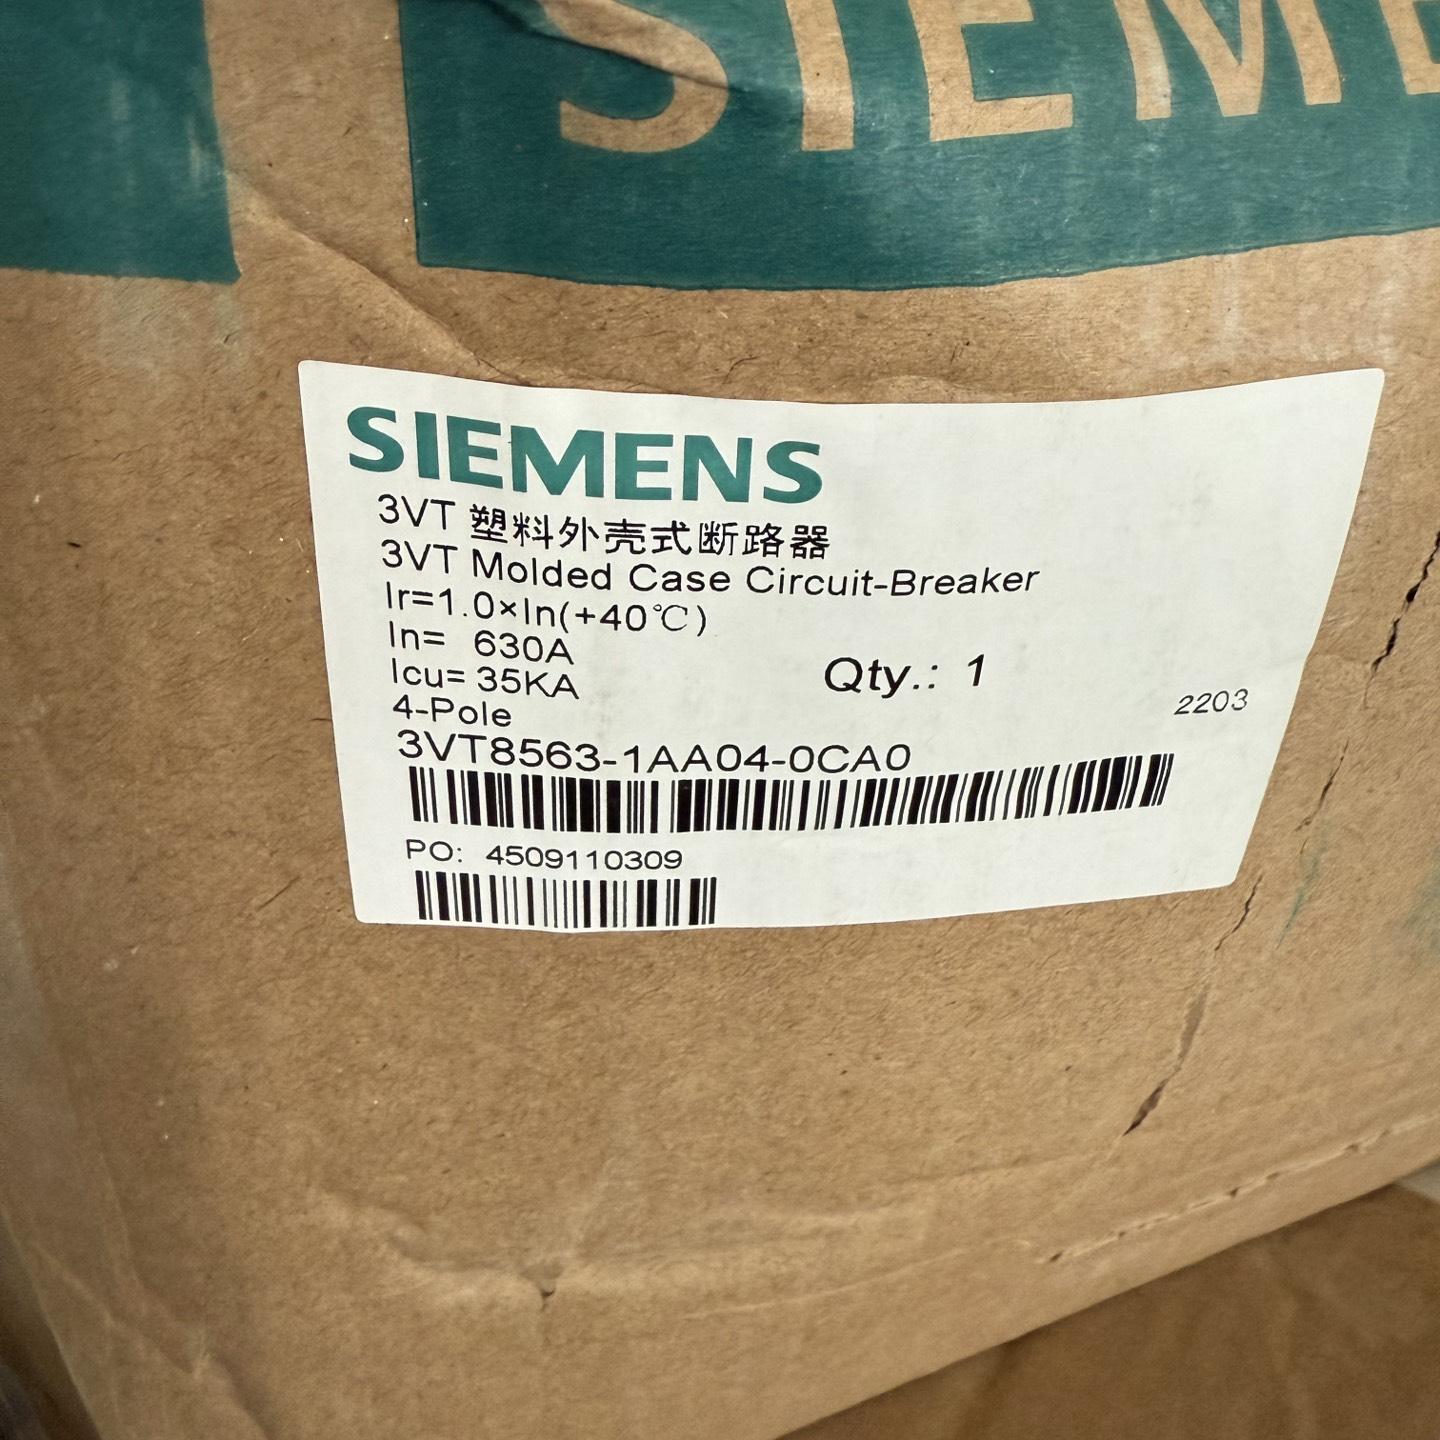 SIEME
SIEMENS
3VT 塑料外壳式断路器
3VT Molded Case Circuit-Breaker
Ir=1.0×In(+40℃)
In= 630A
Icu= 35KA
Qty.: 1
4-Pole
2203
3VT8563-1AA04-0CA0
PO: 4509110309